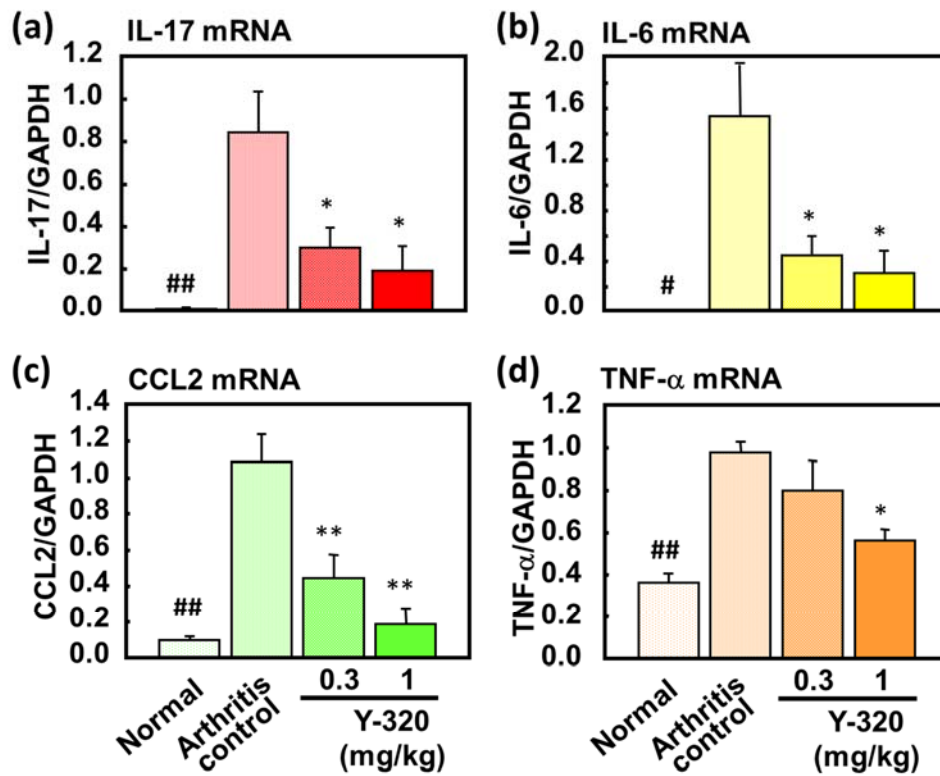 (a) IL-17 mRNA
IL-17/GAPDH
1.2
1.0
0.8
0.6
0.4
0.2
0.0
##
*
*
(b) IL-6 mRNA
IL-6/GAPDH
2.0
1.6
1.2
0.8
0.4
0.0
#
*
*
(c) CCL2 mRNA
CCL2/GAPDH
1.4
1.2
1.0
0.8
0.6
0.4
0.2
0.0
##
**
**
Normal
Arthritis
control
0.3 1
Y-320
(mg/kg)
(d) TNF-α mRNA
TNF-α/GAPDH
1.2
1.0
0.8
0.6
0.4
0.2
0.0
##
*
Normal
Arthritis
control
0.3 1
Y-320
(mg/kg)